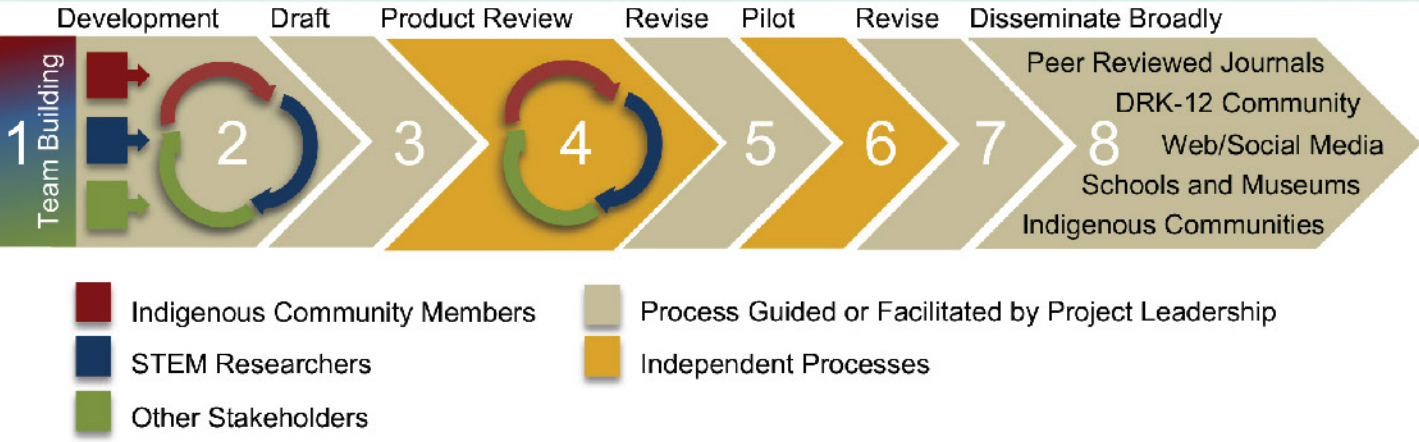 Development Draft Product Review Revise Pilot Revise Disseminate Broadly
1 Team Building
2
3
4
5
6
7
8
Peer Reviewed Journals
DRK-12 Community
Web/Social Media
Schools and Museums
Indigenous Communities
Indigenous Community Members
STEM Researchers
Other Stakeholders
Process Guided or Facilitated by Project Leadership
Independent Processes